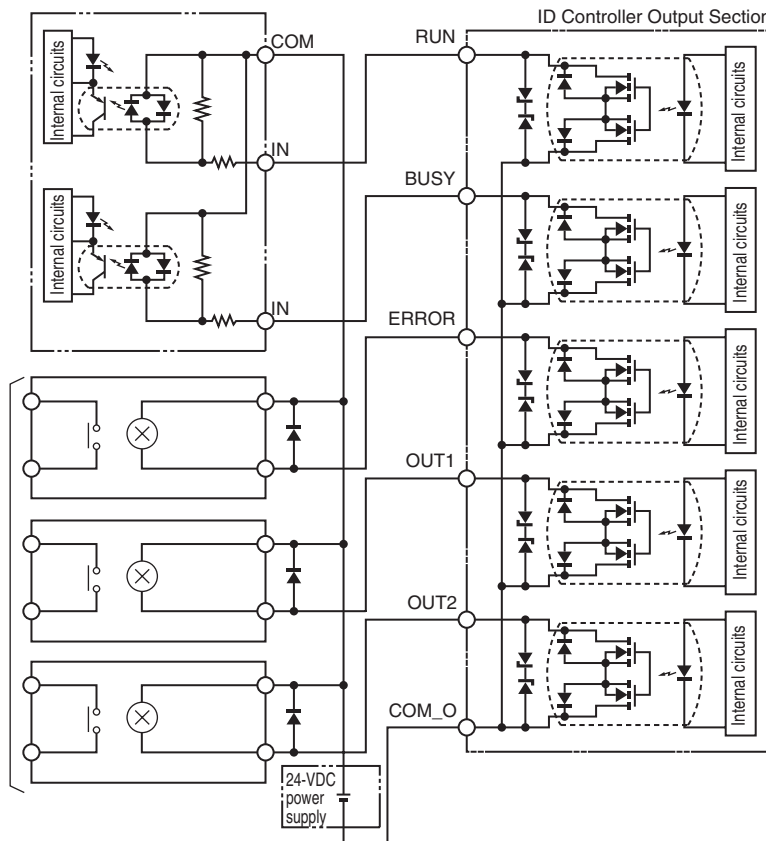 ID Controller Output Section
COM
RUN
Internal circuits
Internal circuits
IN
BUSY
Internal circuits
Internal circuits
IN
ERROR
Internal circuits
OUT1
Internal circuits
OUT2
Internal circuits
COM_O
24-VDC
power
supply